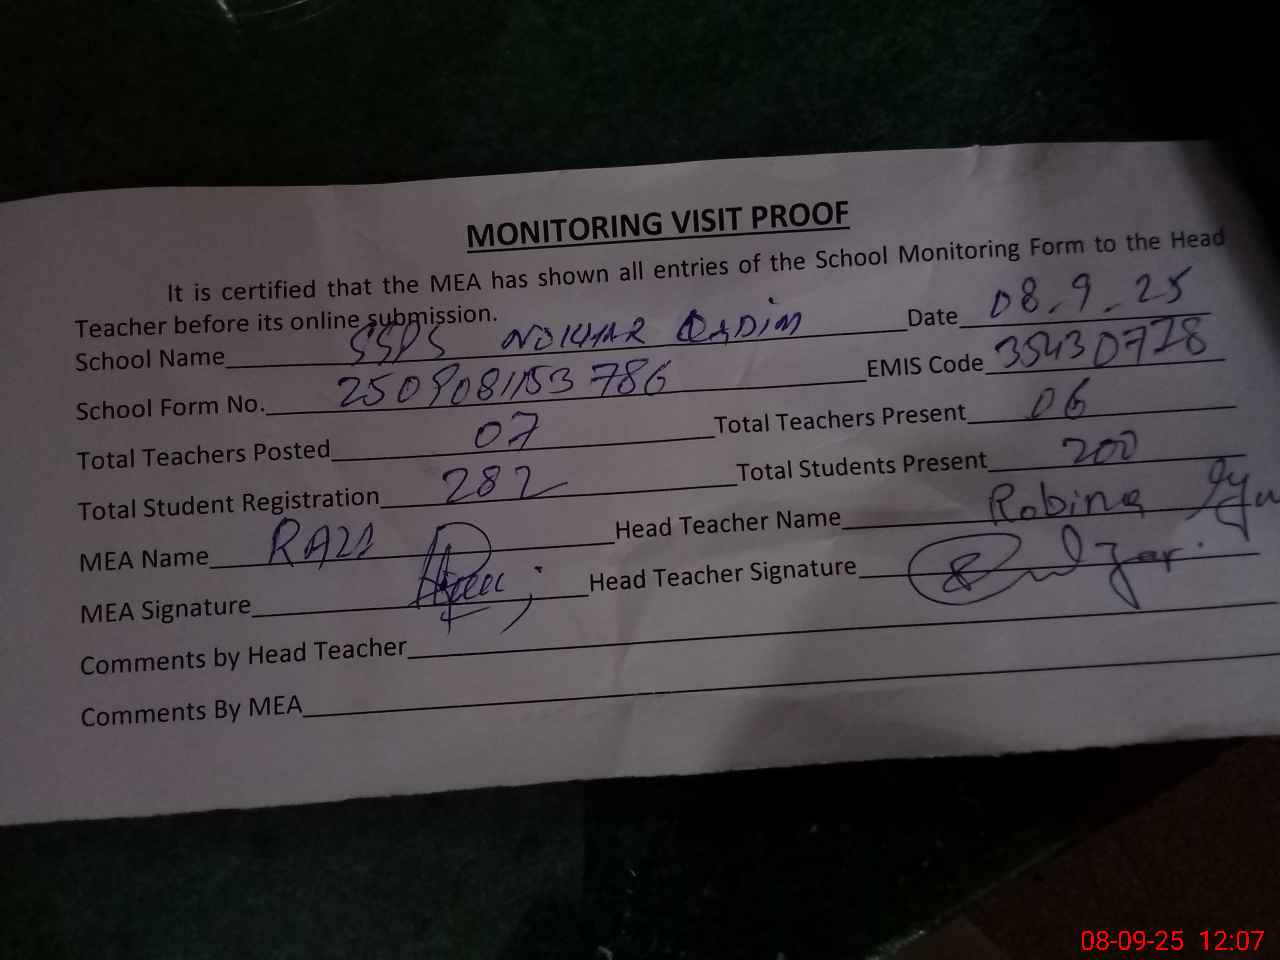 MONITORING VISIT PROOF
It is certified that the MEA has shown all entries of the School Monitoring Form to the Head
Teacher before its online submission.
School Name SSPS NOKHAR QADIM Date 08.9.25
School Form No. 2509081153786 EMIS Code 35430728
Total Teachers Posted 07 Total Teachers Present 06
Total Student Registration 282 Total Students Present 200
MEA Name RAZA Head Teacher Name Robina
MEA Signature Head Teacher Signature
Comments by Head Teacher
Comments By MEA
08-09-25 12:07